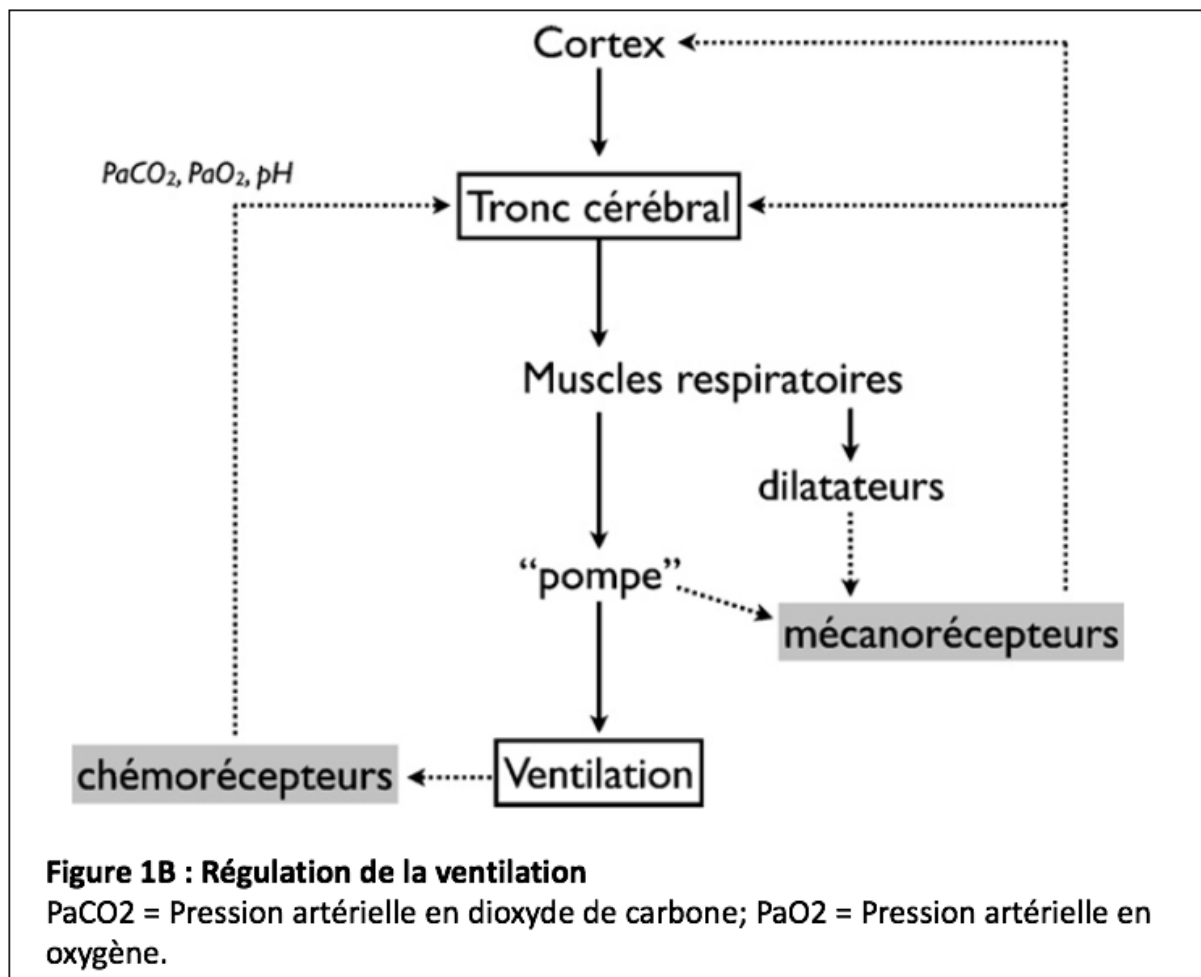 Cortex
PaCO₂, PaO₂, pH
Tronc cérébral
Muscles respiratoires
dilatateurs
“pompe”
mécanorécepteurs
chémorécepteurs
Ventilation
Figure 1B : Régulation de la ventilation
PaCO2 = Pression artérielle en dioxyde de carbone; PaO2 = Pression artérielle en
oxygène.